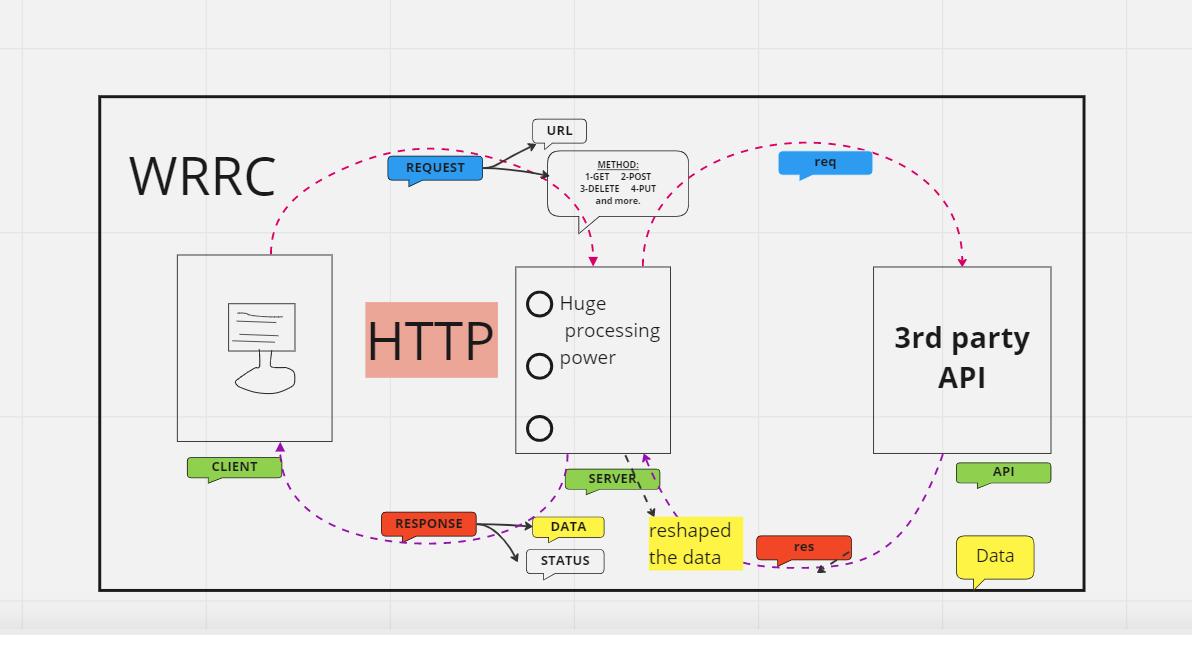 WRRC
URL
REQUEST
METHOD:
1-GET 2-POST
3-DELETE 4-PUT
and more.
req
HTTP
Huge
processing
power
3rd party
API
CLIENT
SERVER
API
RESPONSE
DATA
STATUS
reshaped
the data
res
Data